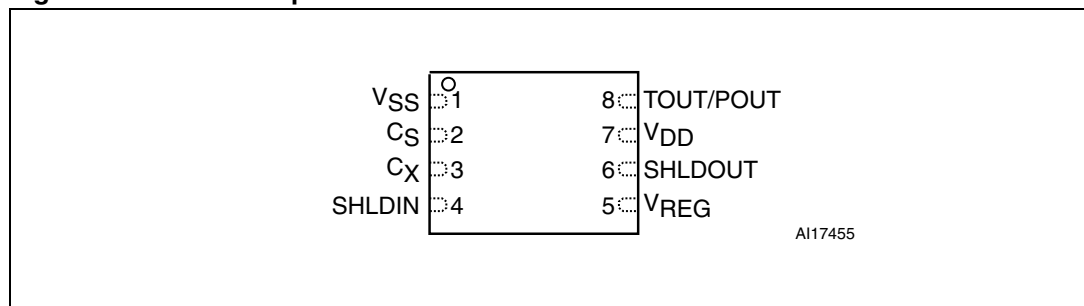 VSS 1 8 TOUT/POUT
CS 2 7 VDD
CX 3 6 SHLDOUT
SHLDIN 4 5 VREG
AI17455